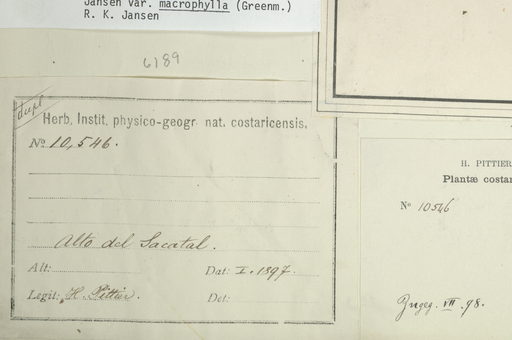 Jansen var. macrophylla (Greenm.)
R. K. Jansen
6189
dupl
Herb. Instit. physico-geogr. nat. costaricensis.
No 10,546.
Alto del Sacatal.
Alt: Dat: I. 1897.
Legit: H. Pittier. Det:
H. PITTIER
Plantæ costar
No 10546
Ingeg. VII. 98.